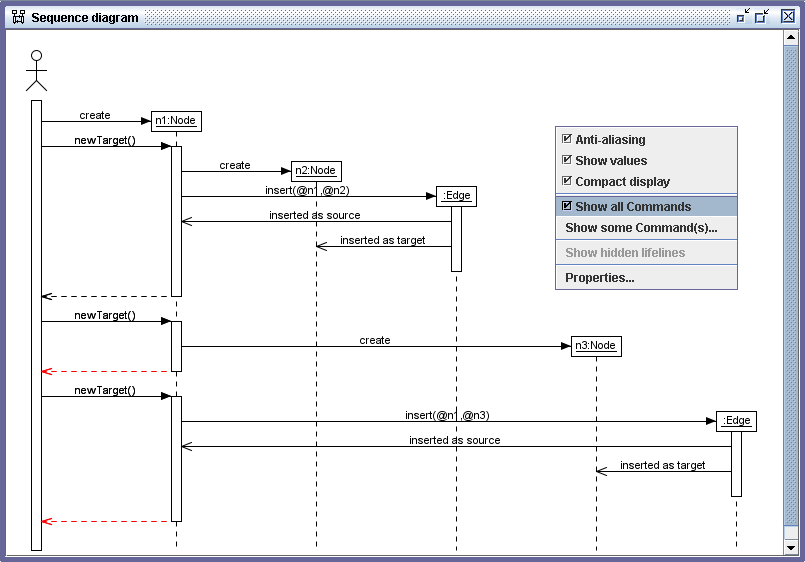 Sequence diagram
create
n1:Node
newTarget()
create
n2:Node
insert(@n1,@n2)
:Edge
inserted as source
inserted as target
newTarget()
create
n3:Node
newTarget()
insert(@n1,@n3)
:Edge
inserted as source
inserted as target
Anti-aliasing
Show values
Compact display
Show all Commands
Show some Command(s)...
Show hidden lifelines
Properties...